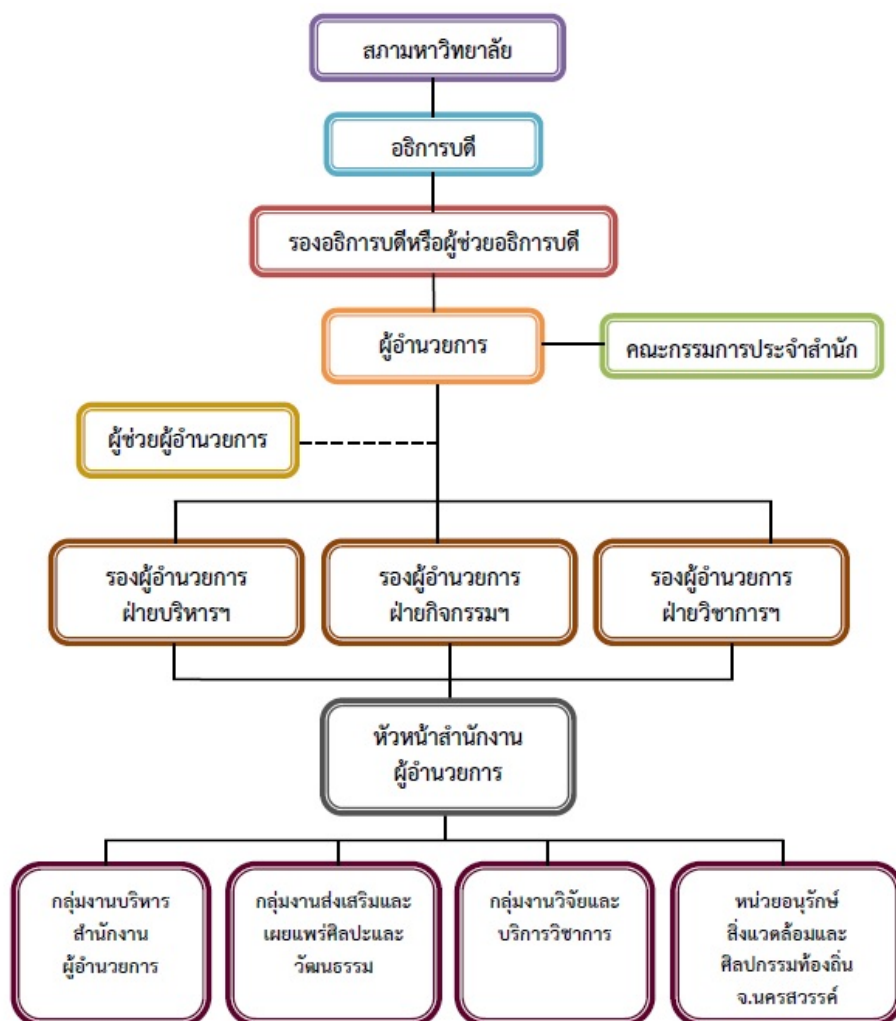 สภามหาวิทยาลัย
อธิการบดี
รองอธิการบดีหรือผู้ช่วยอธิการบดี
ผู้อำนวยการ
คณะกรรมการประจำสำนัก
ผู้ช่วยผู้อำนวยการ
รองผู้อำนวยการ
ฝ่ายบริหารฯ
รองผู้อำนวยการ
ฝ่ายกิจกรรมฯ
รองผู้อำนวยการ
ฝ่ายวิชาการฯ
หัวหน้าสำนักงาน
ผู้อำนวยการ
กลุ่มงานบริหาร
สำนักงาน
ผู้อำนวยการ
กลุ่มงานส่งเสริมและ
เผยแพร่ศิลปะและ
วัฒนธรรม
กลุ่มงานวิจัยและ
บริการวิชาการ
หน่วยอนุรักษ์
สิ่งแวดล้อมและ
ศิลปกรรมท้องถิ่น
จ.นครสวรรค์